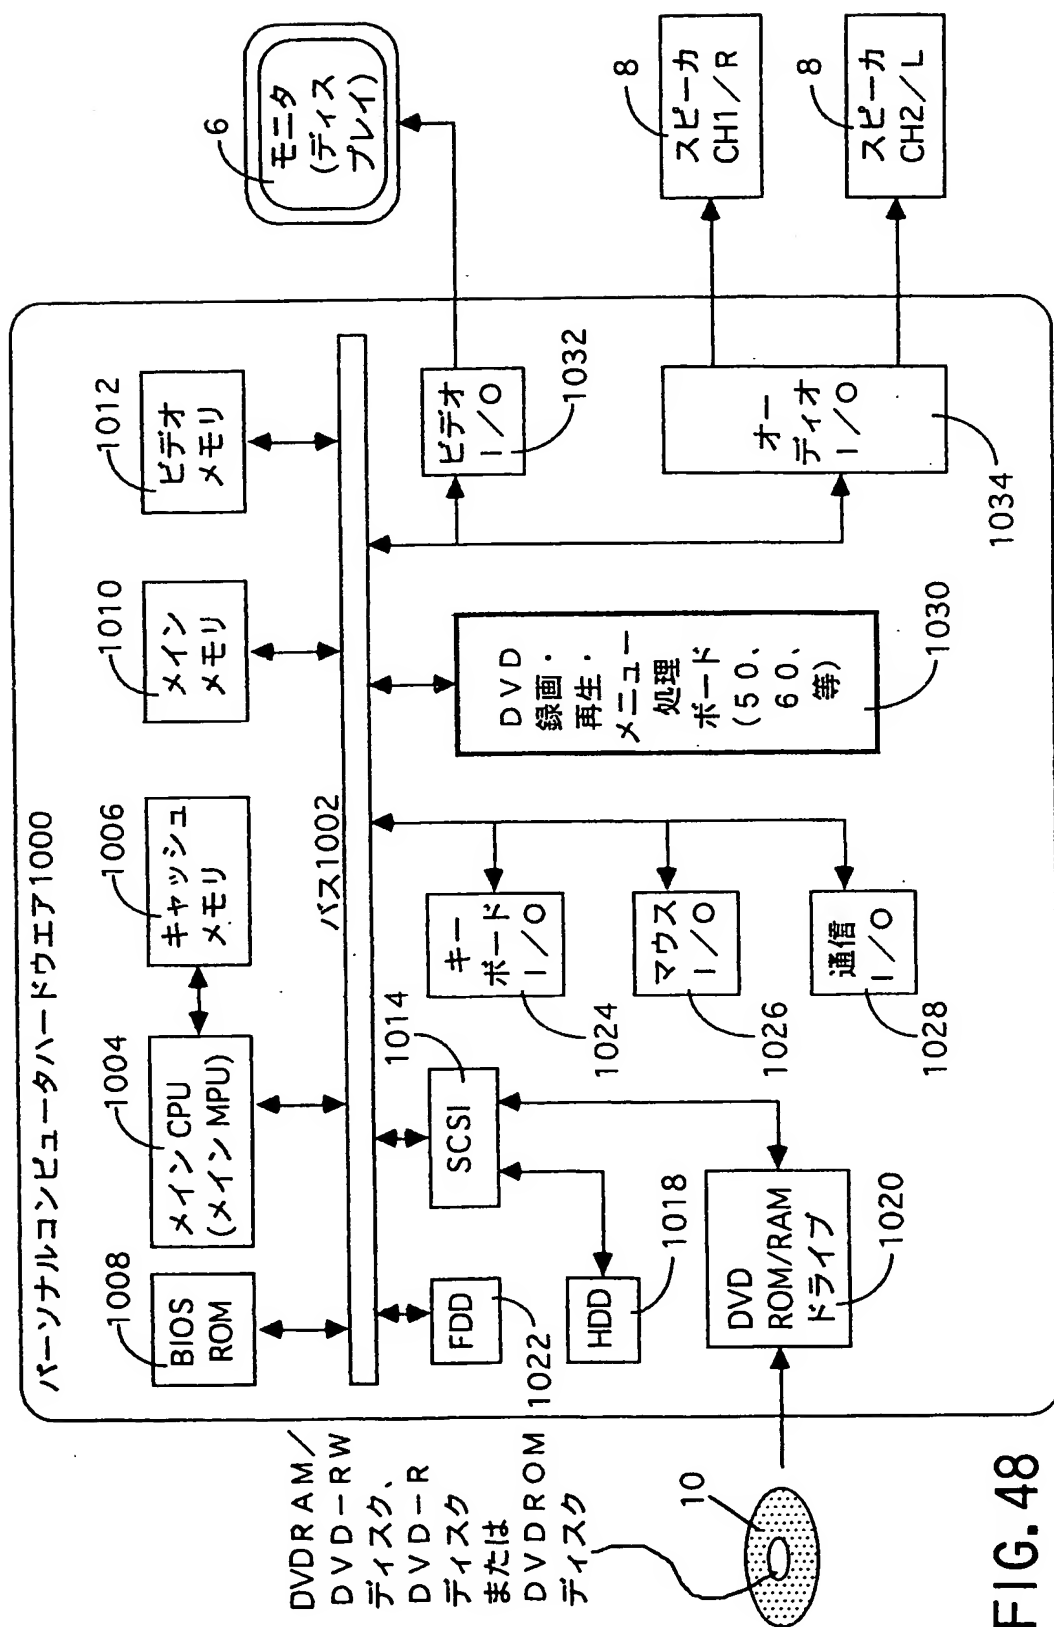 パーソナルコンピュータハードウエア1000
1008
BIOS
ROM
1004
メイン CPU
(メイン MPU)
1006
キャッシュ
メモリ
1010
メイン
メモリ
1012
ビデオ
メモリ
バス1002
FDD
1022
HDD
1018
SCSI
1014
DVD
ROM/RAM
ドライブ
1020
キー
ボード
I/O
1024
マウス
I/O
1026
通信
I/O
1028
DVD
録画・
再生・
メニュー
処理
ボード
(50、
60、
等)
1030
ビデオ
I/O
1032
オー
ディオ
I/O
1034
6
モニタ
(ディス
プレイ)
8
スピーカ
CH1/R
8
スピーカ
CH2/L
DVDRAM/
DVD-RW
ディスク、
DVD-R
ディスク
または
DVDROM
ディスク
10
FIG. 48